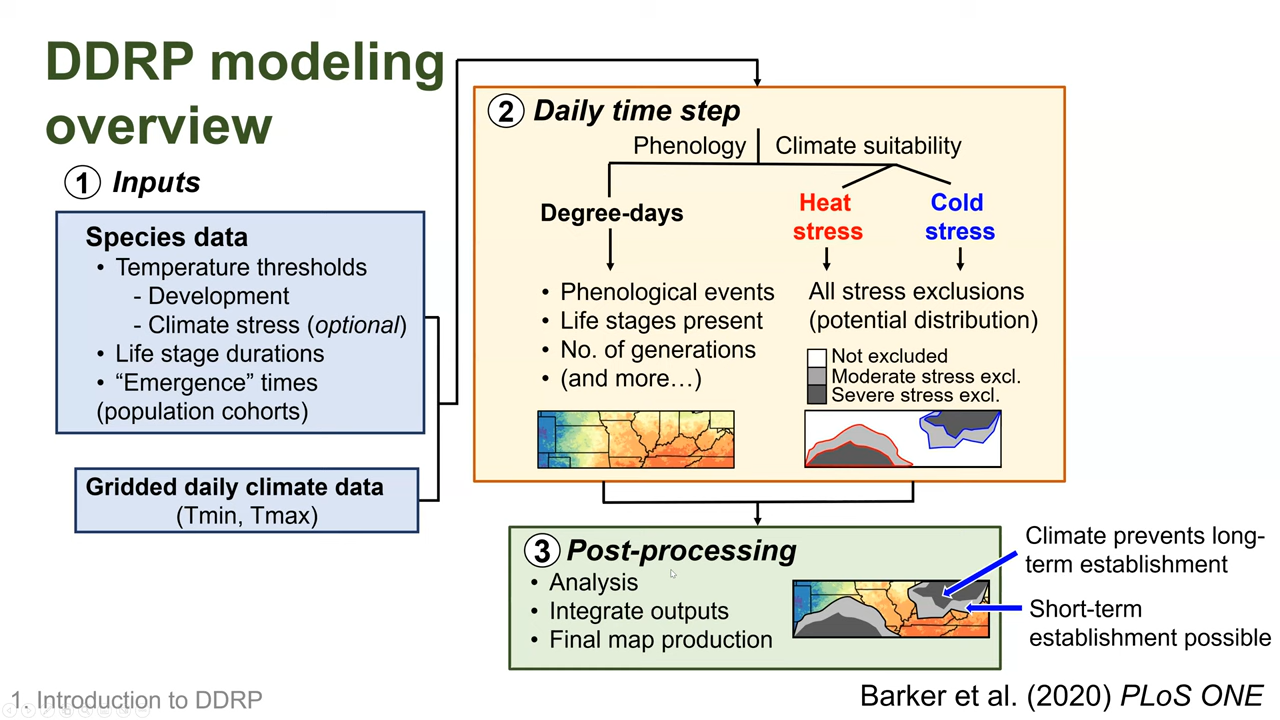 DDRP modeling
overview
1 Inputs
Species data
• Temperature thresholds
- Development
- Climate stress (optional)
• Life stage durations
• “Emergence” times
(population cohorts)
Gridded daily climate data
(Tmin, Tmax)
2 Daily time step
Phenology
Climate suitability
Degree-days
• Phenological events
• Life stages present
• No. of generations
• (and more…)
Heat
stress
Cold
stress
All stress exclusions
(potential distribution)
Not excluded
Moderate stress excl.
Severe stress excl.
3 Post-processing
• Analysis
• Integrate outputs
• Final map production
Climate prevents long-
term establishment
Short-term
establishment possible
1. Introduction to DDRP
Barker et al. (2020) PLoS ONE